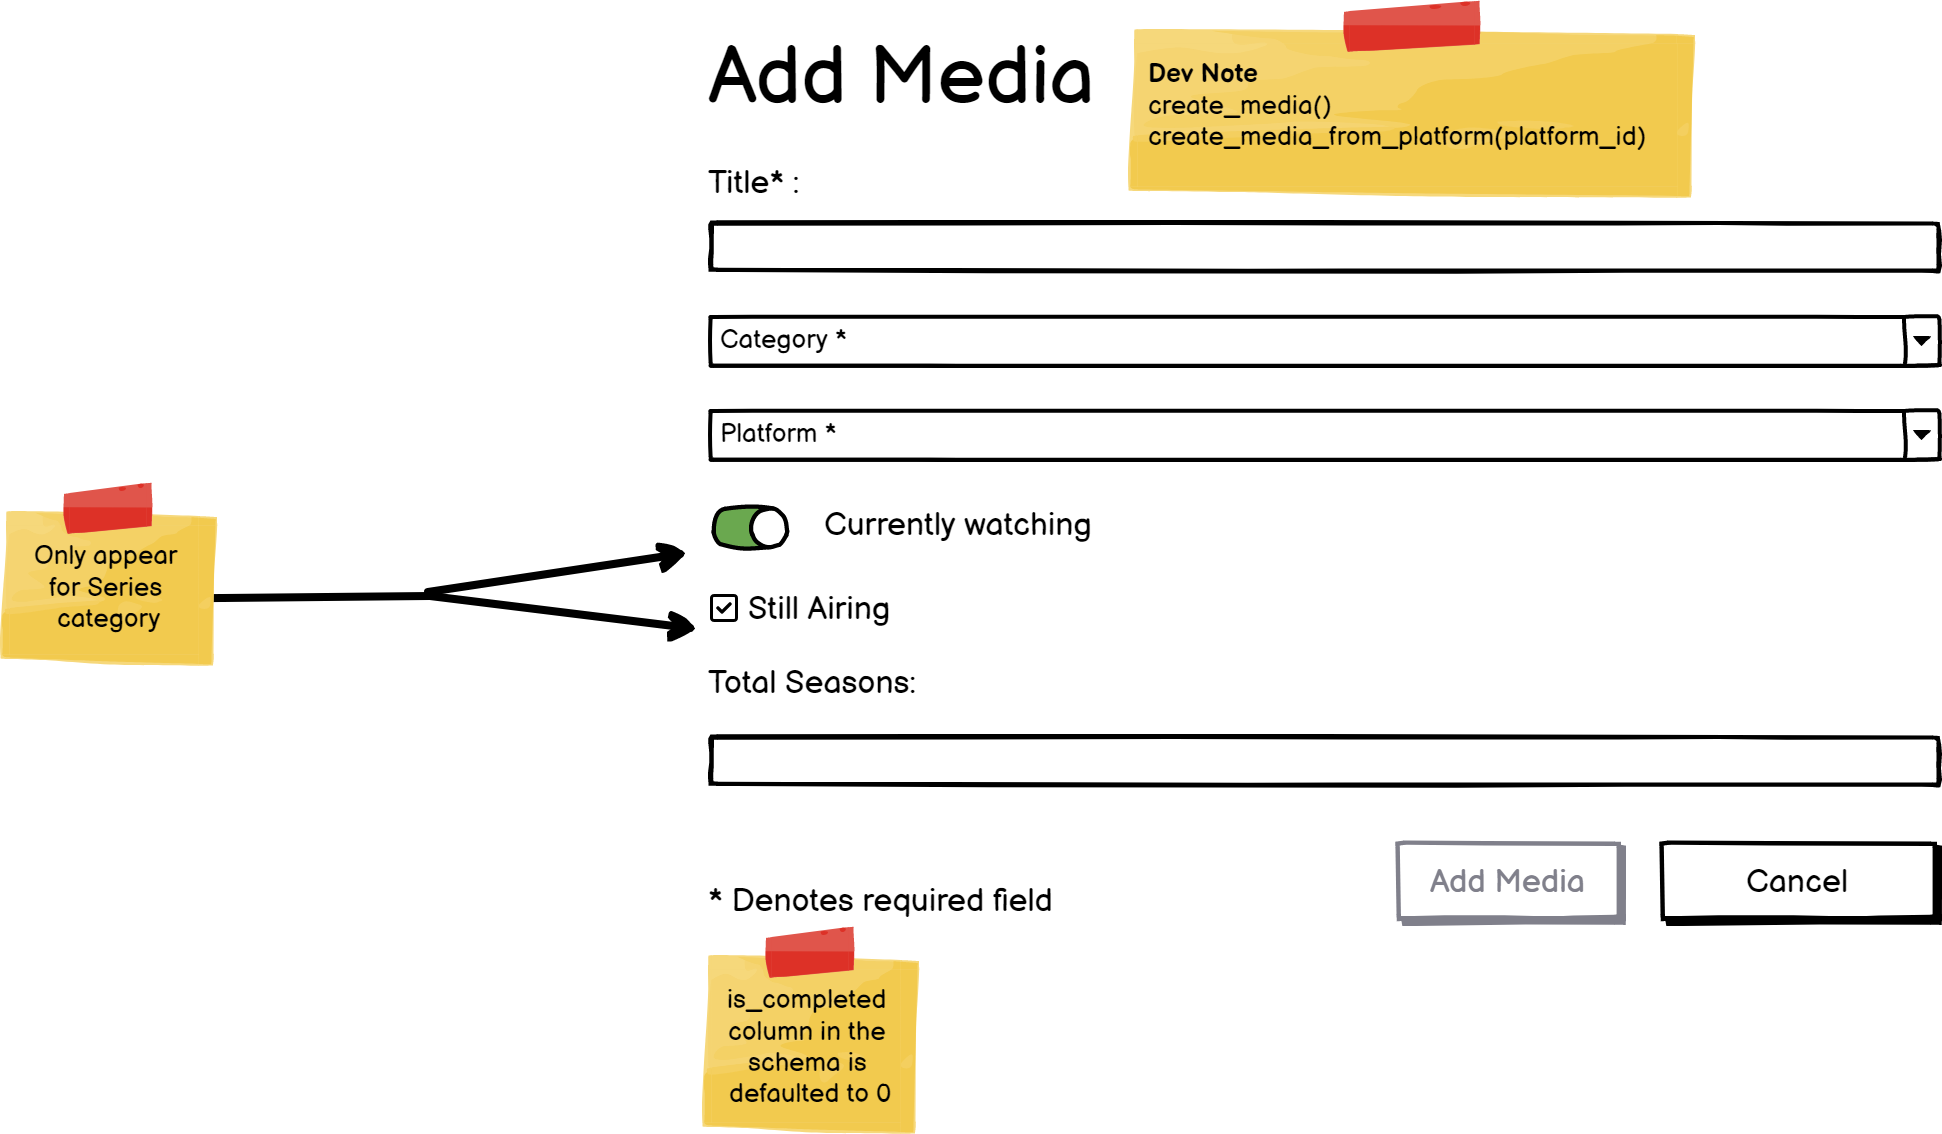 Add Media
Dev Note
create_media()
create_media_from_platform(platform_id)
Title* :
Category *
Platform *
Currently watching
Only appear
for Series
category
Still Airing
Total Seasons:
Add Media
Cancel
* Denotes required field
is_completed
column in the
schema is
defaulted to 0